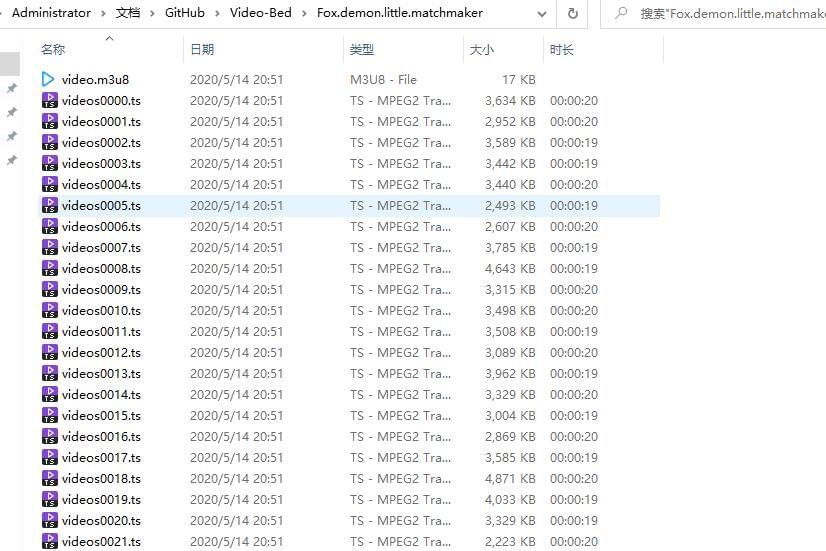 Administrator > 文档 > GitHub > Video-Bed > Fox.demon.little.matchmaker 搜索"Fox.demon.little.matchmake
名称 日期 类型 大小 时长
video.m3u8 2020/5/14 20:51 M3U8 - File 17 KB
videos0000.ts 2020/5/14 20:51 TS - MPEG2 Tra... 3,634 KB 00:00:20
videos0001.ts 2020/5/14 20:51 TS - MPEG2 Tra... 2,952 KB 00:00:20
videos0002.ts 2020/5/14 20:51 TS - MPEG2 Tra... 3,589 KB 00:00:19
videos0003.ts 2020/5/14 20:51 TS - MPEG2 Tra... 3,442 KB 00:00:19
videos0004.ts 2020/5/14 20:51 TS - MPEG2 Tra... 3,440 KB 00:00:20
videos0005.ts 2020/5/14 20:51 TS - MPEG2 Tra... 2,493 KB 00:00:19
videos0006.ts 2020/5/14 20:51 TS - MPEG2 Tra... 2,607 KB 00:00:20
videos0007.ts 2020/5/14 20:51 TS - MPEG2 Tra... 3,785 KB 00:00:19
videos0008.ts 2020/5/14 20:51 TS - MPEG2 Tra... 4,643 KB 00:00:19
videos0009.ts 2020/5/14 20:51 TS - MPEG2 Tra... 3,315 KB 00:00:20
videos0010.ts 2020/5/14 20:51 TS - MPEG2 Tra... 3,498 KB 00:00:20
videos0011.ts 2020/5/14 20:51 TS - MPEG2 Tra... 3,508 KB 00:00:19
videos0012.ts 2020/5/14 20:51 TS - MPEG2 Tra... 3,089 KB 00:00:20
videos0013.ts 2020/5/14 20:51 TS - MPEG2 Tra... 3,962 KB 00:00:19
videos0014.ts 2020/5/14 20:51 TS - MPEG2 Tra... 3,329 KB 00:00:20
videos0015.ts 2020/5/14 20:51 TS - MPEG2 Tra... 3,004 KB 00:00:19
videos0016.ts 2020/5/14 20:51 TS - MPEG2 Tra... 2,869 KB 00:00:20
videos0017.ts 2020/5/14 20:51 TS - MPEG2 Tra... 3,585 KB 00:00:19
videos0018.ts 2020/5/14 20:51 TS - MPEG2 Tra... 4,871 KB 00:00:20
videos0019.ts 2020/5/14 20:51 TS - MPEG2 Tra... 4,033 KB 00:00:19
videos0020.ts 2020/5/14 20:51 TS - MPEG2 Tra... 3,329 KB 00:00:19
videos0021.ts 2020/5/14 20:51 TS - MPEG2 Tra... 2,223 KB 00:00:20